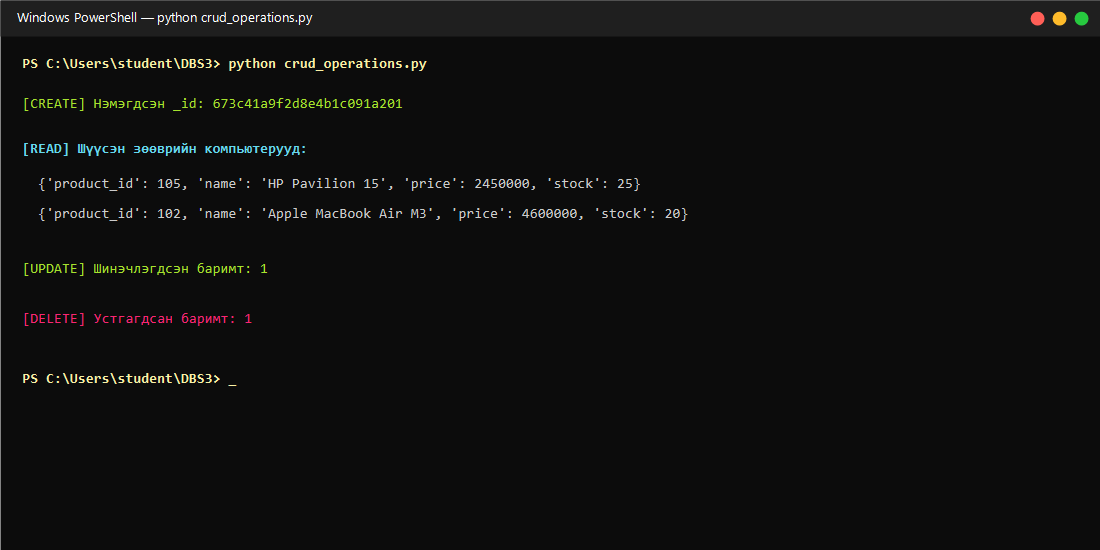 Windows PowerShell — python crud_operations.py
PS C:\Users\student\DBS3> python crud_operations.py
[CREATE] Нэмэгдсэн _id: 673c41a9f2d8e4b1c091a201
[READ] Шүүсэн зөөврийн компьютерууд:
{'product_id': 105, 'name': 'HP Pavilion 15', 'price': 2450000, 'stock': 25}
{'product_id': 102, 'name': 'Apple MacBook Air M3', 'price': 4600000, 'stock': 20}
[UPDATE] Шинэчлэгдсэн баримт: 1
[DELETE] Устгагдсан баримт: 1
PS C:\Users\student\DBS3> _